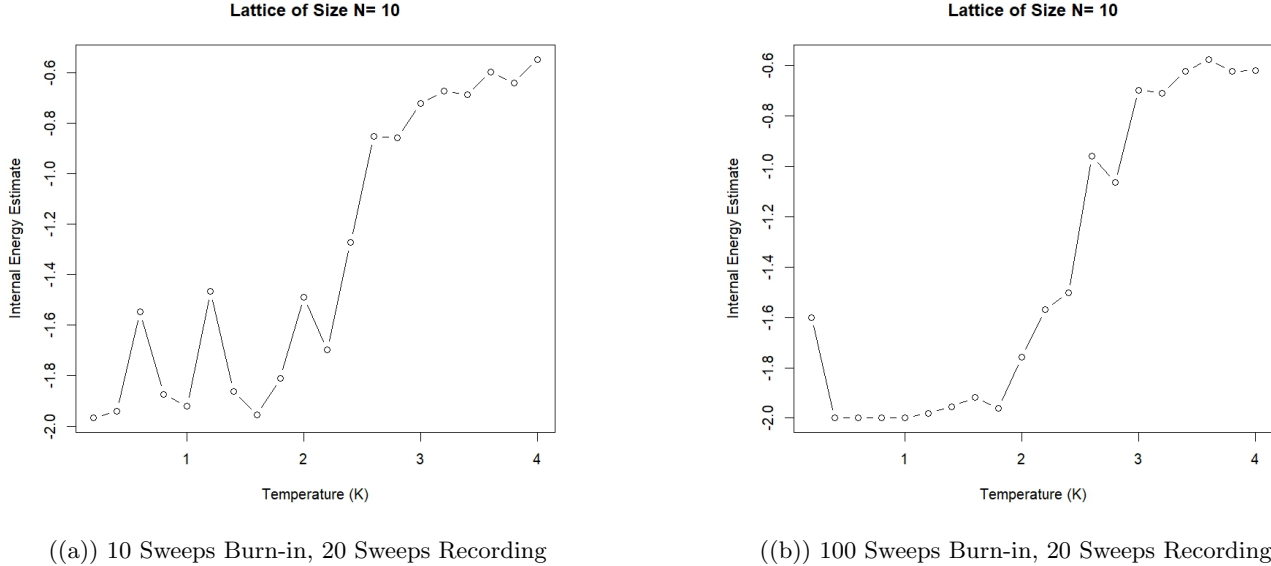 Lattice of Size N= 10
Internal Energy Estimate
-0.6
-0.8
-1.0
-1.2
-1.4
-1.6
-1.8
-2.0
1 2 3 4
Temperature (K)
((a)) 10 Sweeps Burn-in, 20 Sweeps Recording
Lattice of Size N= 10
Internal Energy Estimate
-0.6
-0.8
-1.0
-1.2
-1.4
-1.6
-1.8
-2.0
1 2 3 4
Temperature (K)
((b)) 100 Sweeps Burn-in, 20 Sweeps Recording